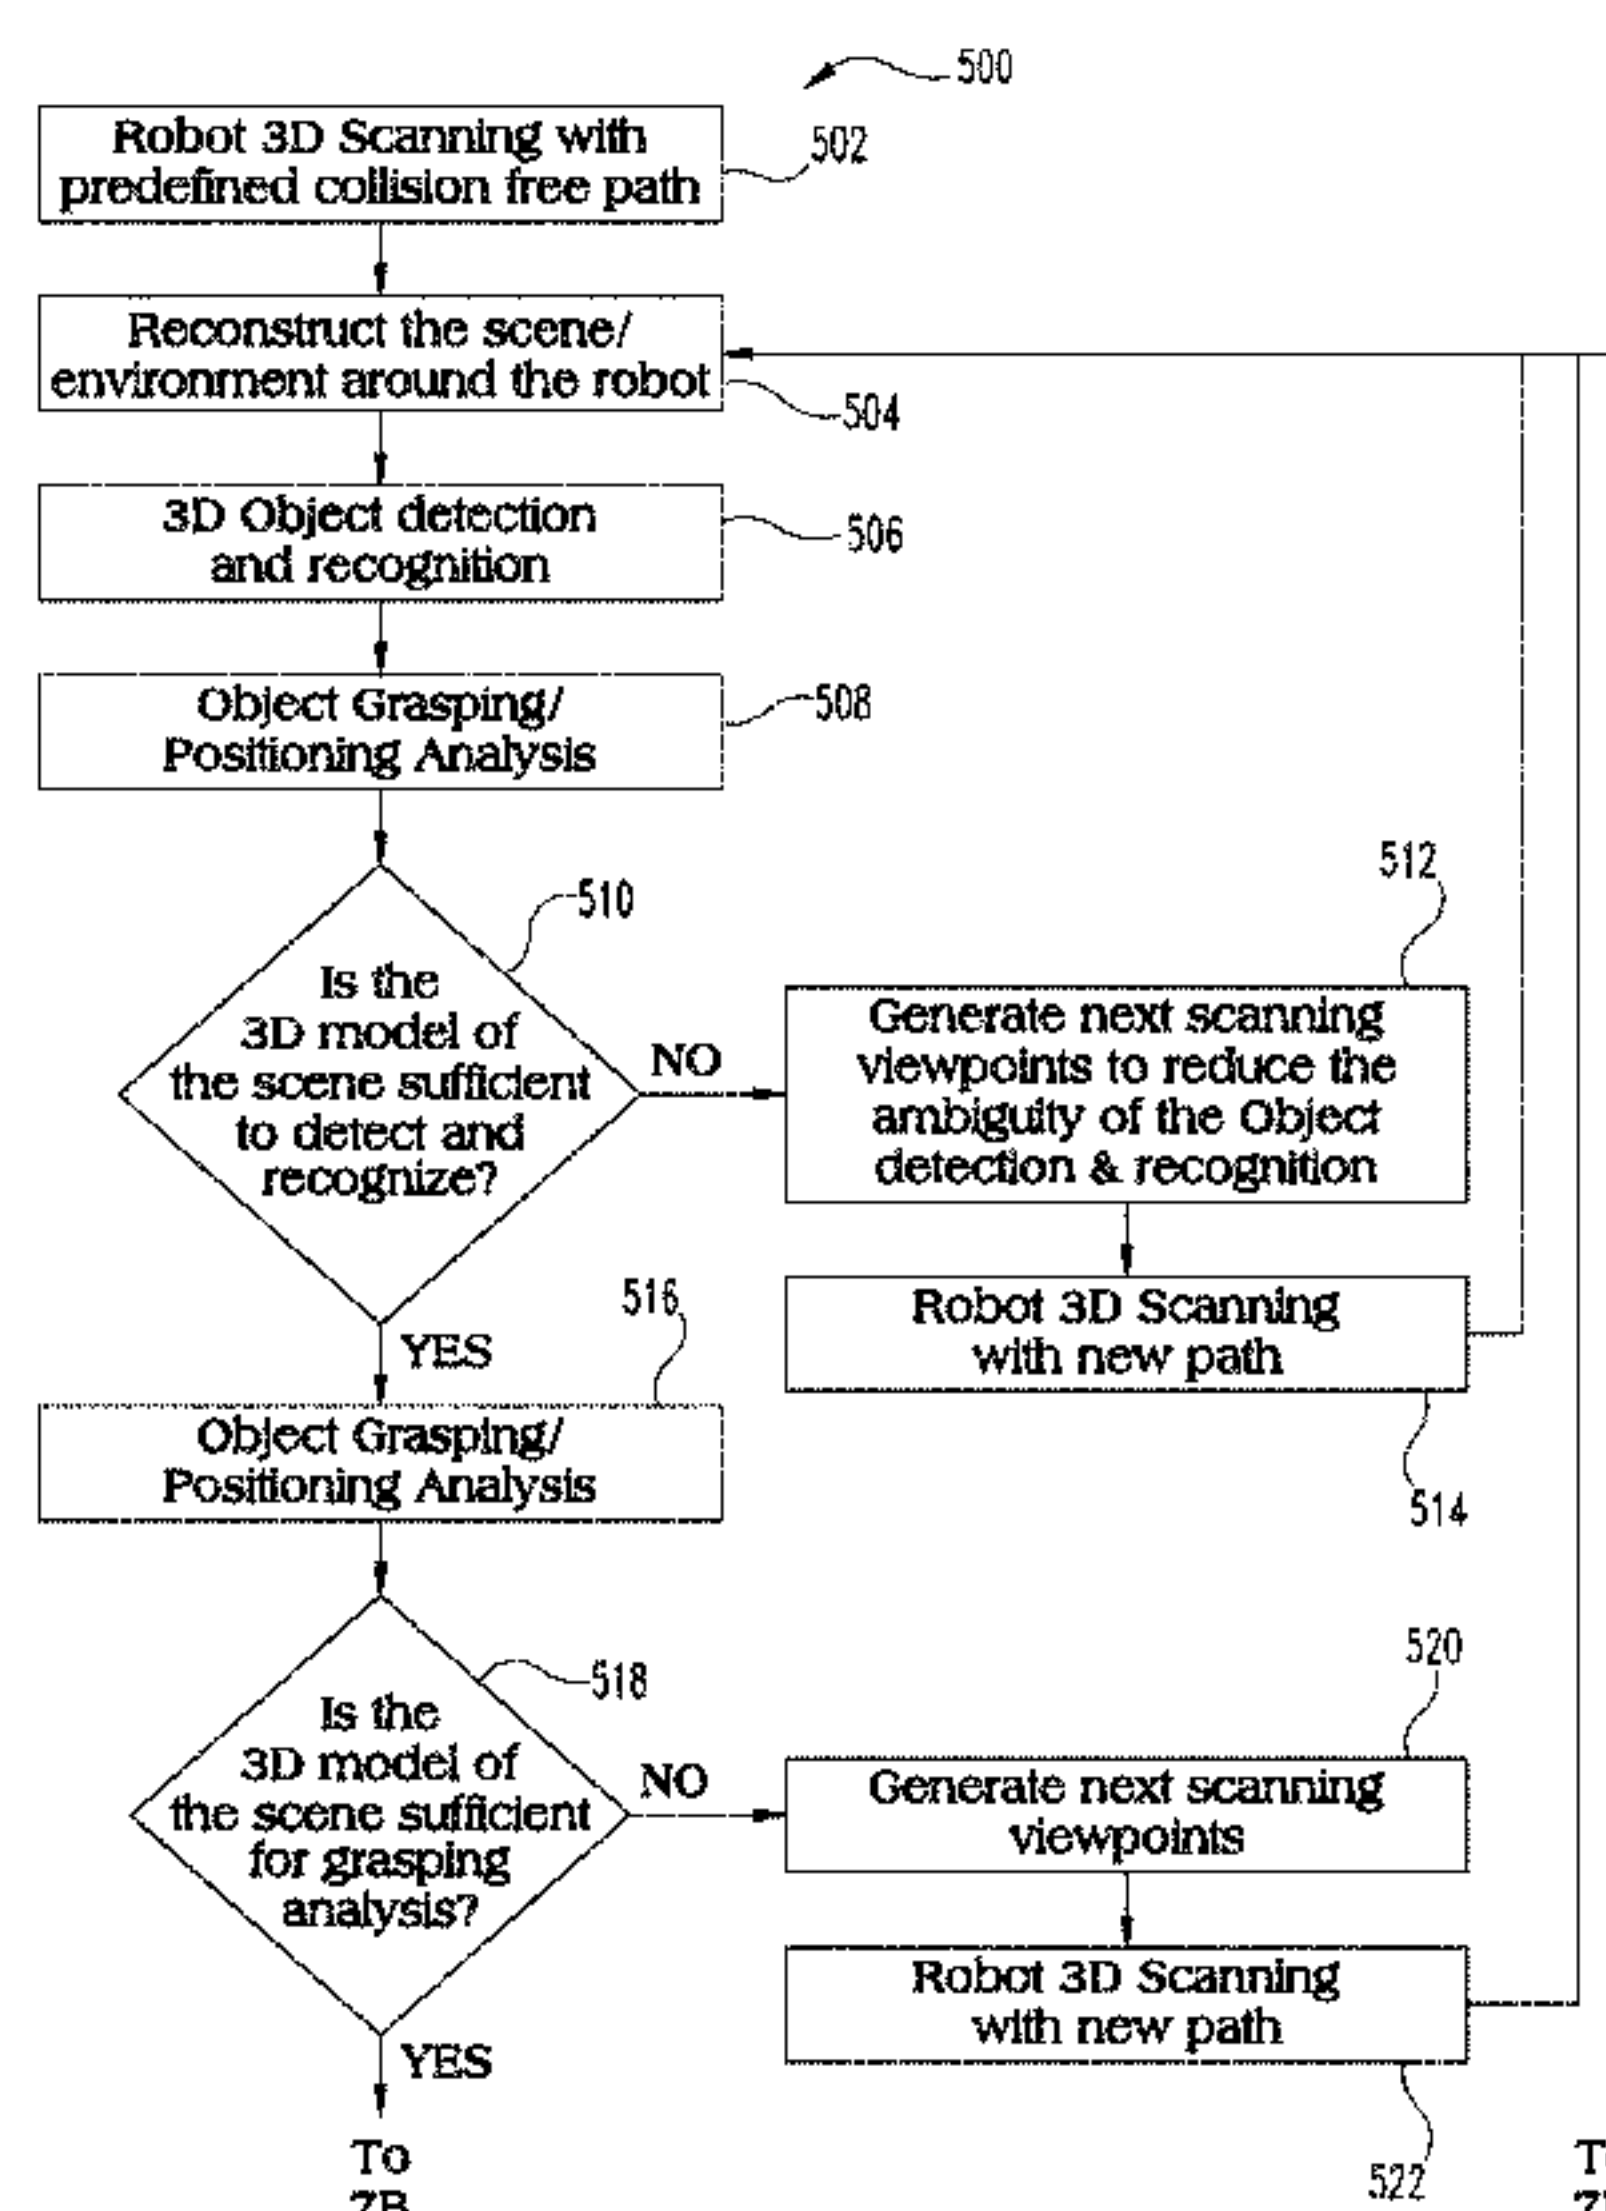 500
Robot 3D Scanning with
predefined collision free path
502
Reconstruct the scene/
environment around the robot
504
3D Object detection
and recognition
506
Object Grasping/
Positioning Analysis
508
510
Is the
3D model of
the scene sufficient
to detect and
recognize?
NO
512
Generate next scanning
viewpoints to reduce the
ambiguity of the Object
detection & recognition
Robot 3D Scanning
with new path
514
YES
516
Object Grasping/
Positioning Analysis
518
Is the
3D model of
the scene sufficient
for grasping
analysis?
NO
520
Generate next scanning
viewpoints
Robot 3D Scanning
with new path
522
YES
To